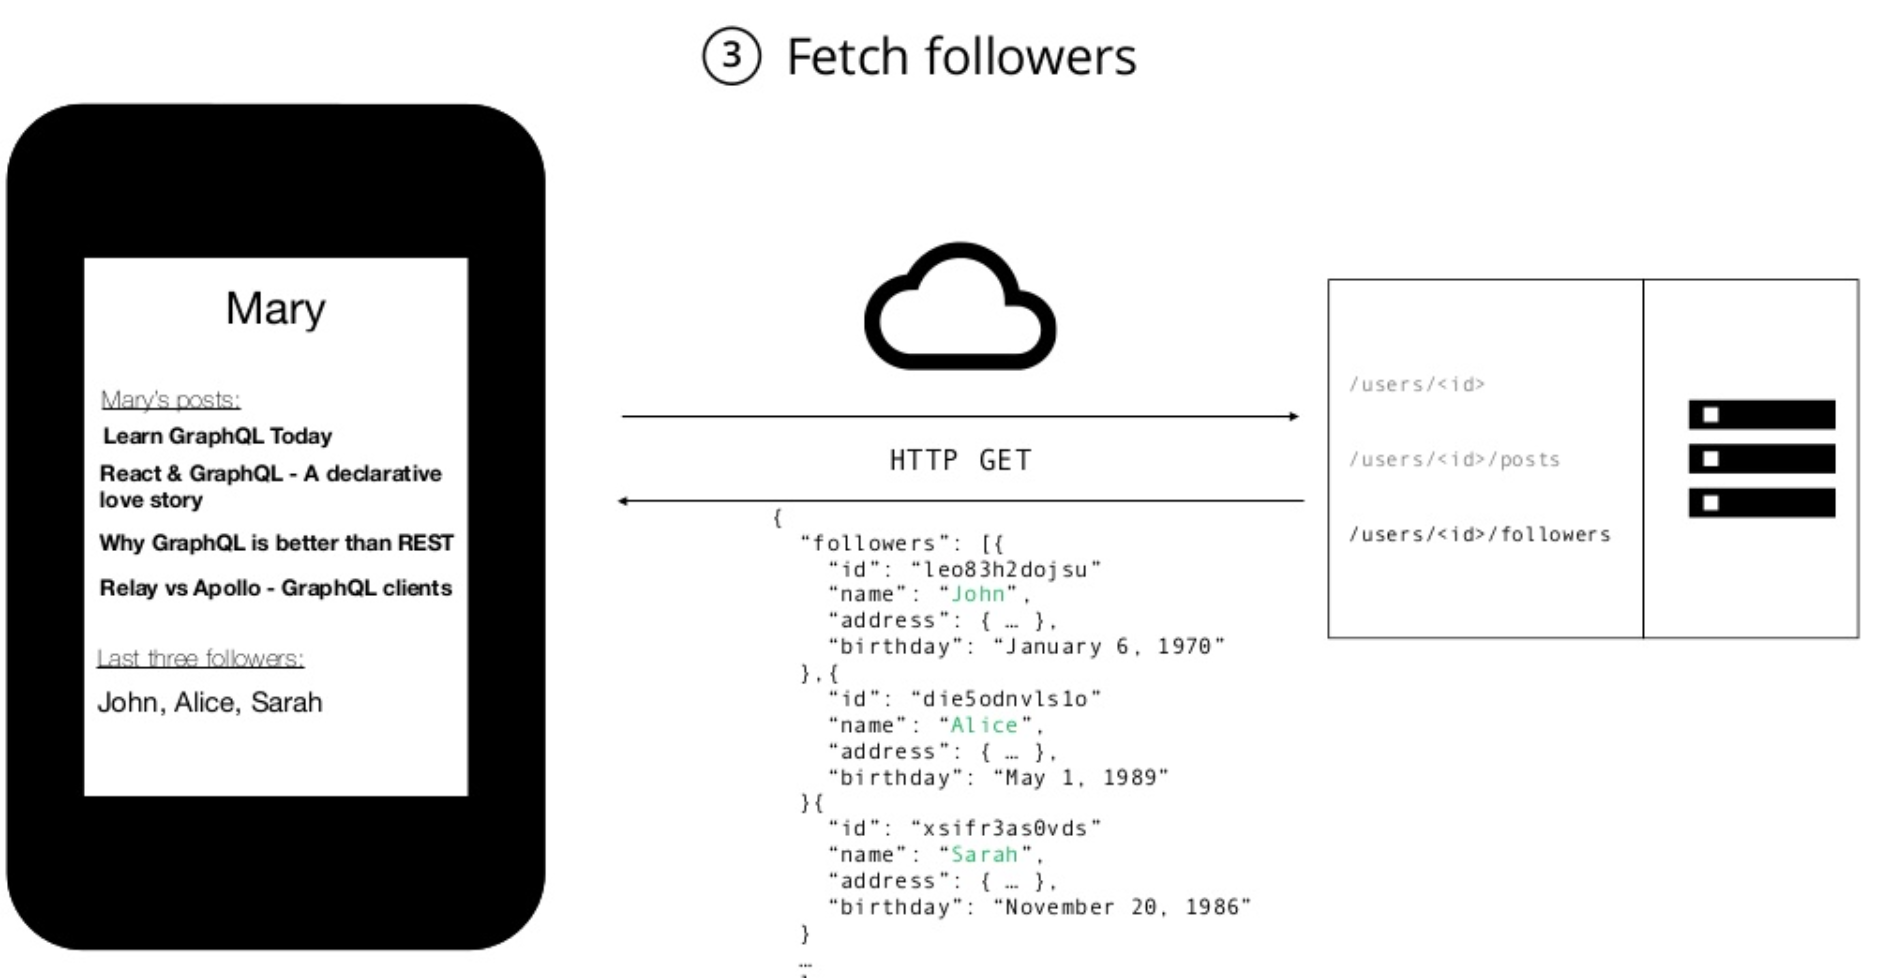 ③ Fetch followers
Mary
Mary's posts:
Learn GraphQL Today
React & GraphQL - A declarative
love story
Why GraphQL is better than REST
Relay vs Apollo - GraphQL clients
Last three followers:
John, Alice, Sarah
HTTP GET
{
“followers”: [{
“id”: “leo83h2dojsu”
“name”: “John”,
“address”: { … },
“birthday”: “January 6, 1970”
},{
“id”: “die5odnvls1o”
“name”: “Alice”,
“address”: { … },
“birthday”: “May 1, 1989”
}{
“id”: “xsifr3as0vds”
“name”: “Sarah”,
“address”: { … },
“birthday”: “November 20, 1986”
}
…
/users/<id>
/users/<id>/posts
/users/<id>/followers